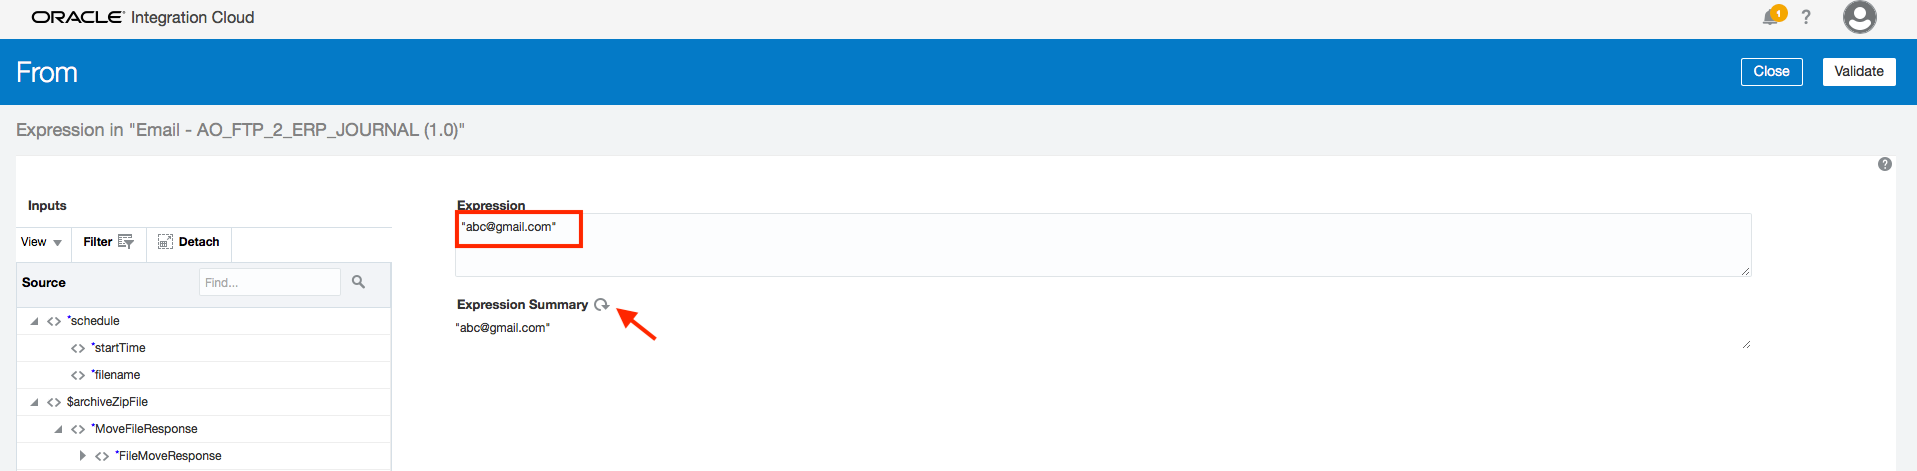 ORACLE® Integration Cloud
1
?
From
Close
Validate
Expression in "Email - AO_FTP_2_ERP_JOURNAL (1.0)"
?
Inputs
Expression
"abc@gmail.com"
View
Filter
Detach
Source
Find...
Expression Summary
"abc@gmail.com"
<> *schedule
<> *startTime
<> *filename
<> $archiveZipFile
<> *MoveFileResponse
<> *FileMoveResponse